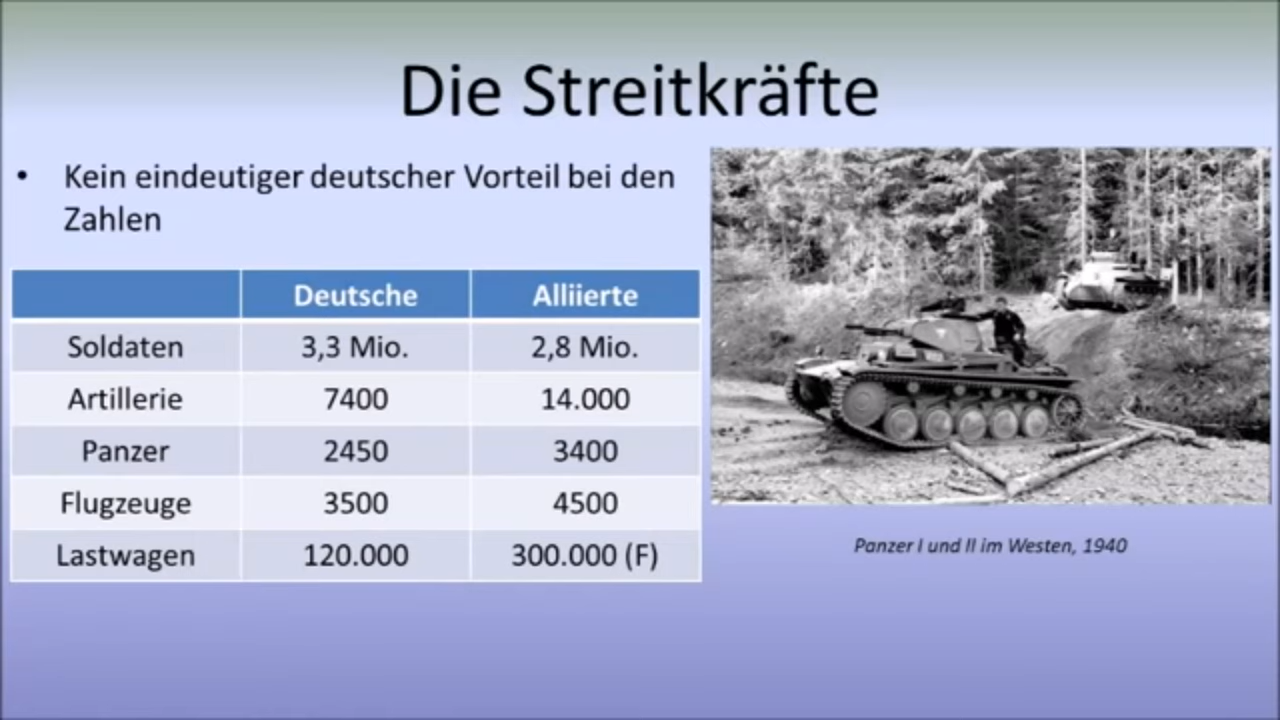 Die Streitkräfte
• Kein eindeutiger deutscher Vorteil bei den
Zahlen
Deutsche Alliierte
Soldaten 3,3 Mio. 2,8 Mio.
Artillerie 7400 14.000
Panzer 2450 3400
Flugzeuge 3500 4500
Lastwagen 120.000 300.000 (F)
Panzer I und II im Westen, 1940